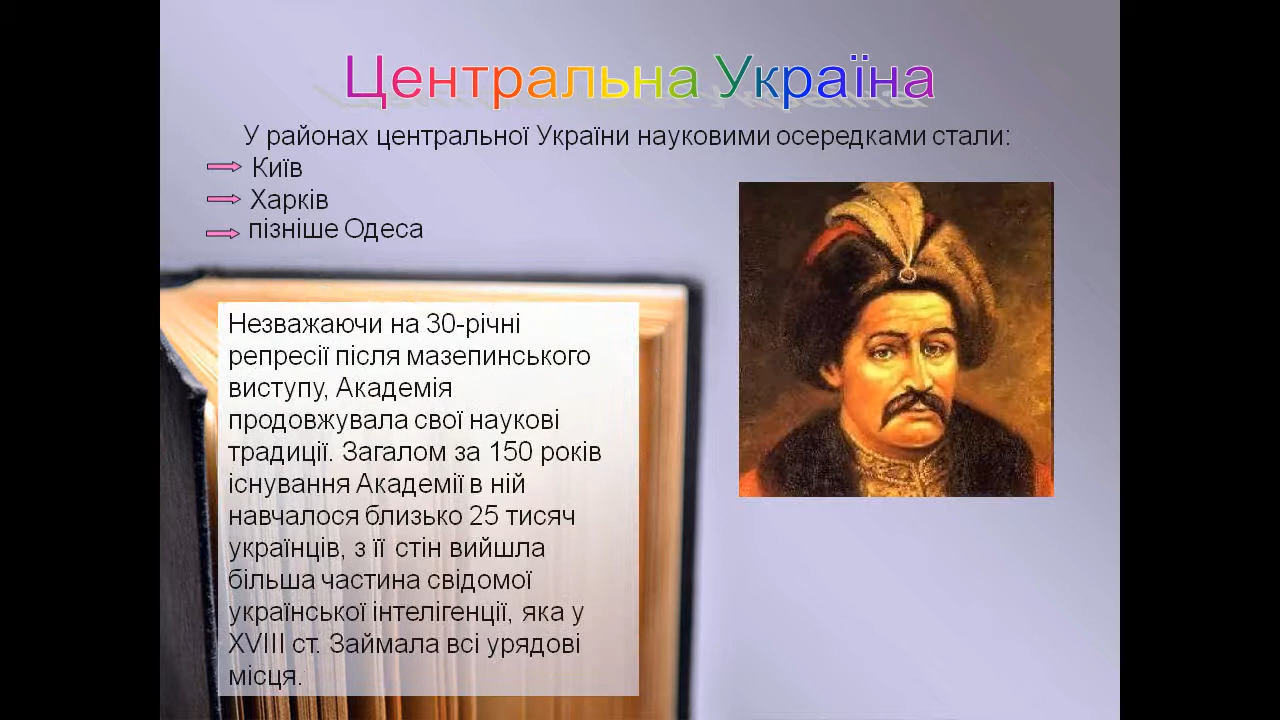 Центральна Україна
У районах центральної України науковими осередками стали:
Київ
Харків
пізніше Одеса
Незважаючи на 30-річні
репресії після мазепинського
виступу, Академія
продовжувала свої наукові
традиції. Загалом за 150 років
існування Академії в ній
навчалося близько 25 тисяч
українців, з її стін вийшла
більша частина свідомої
української інтелігенції, яка у
XVIII ст. Займала всі урядові
місця.